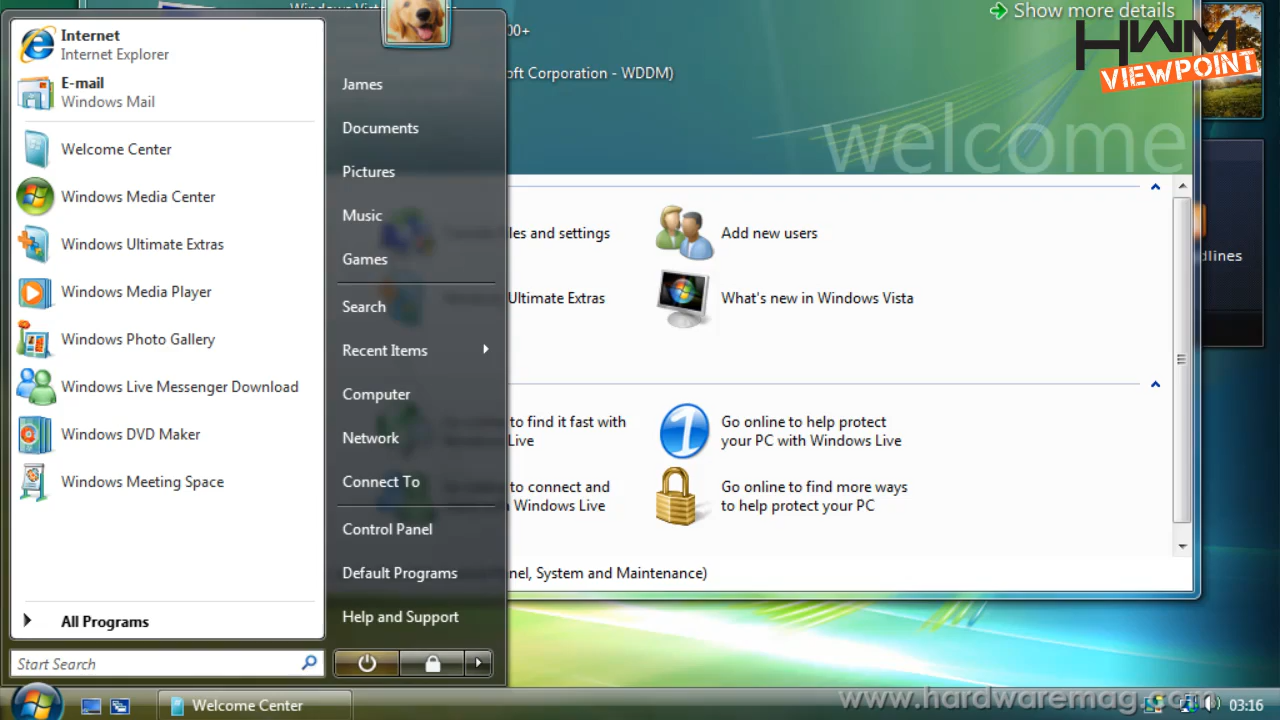 Internet
Internet Explorer
E-mail
Windows Mail
Welcome Center
Windows Media Center
Windows Ultimate Extras
Windows Media Player
Windows Photo Gallery
Windows Live Messenger Download
Windows DVD Maker
Windows Meeting Space
All Programs
Start Search
James
Documents
Pictures
Music
Games
Search
Recent Items
Computer
Network
Connect To
Control Panel
Default Programs
Help and Support
00+
oft Corporation - WDDM)
Show more details
HWM
VIEWPOINT
welcome
les and settings
Add new users
Ultimate Extras
What's new in Windows Vista
to find it fast with
Live
Go online to help protect
your PC with Windows Live
to connect and
Windows Live
Go online to find more ways
to help protect your PC
nel, System and Maintenance)
dlines
Welcome Center
www.hardwaremag.com
03:16